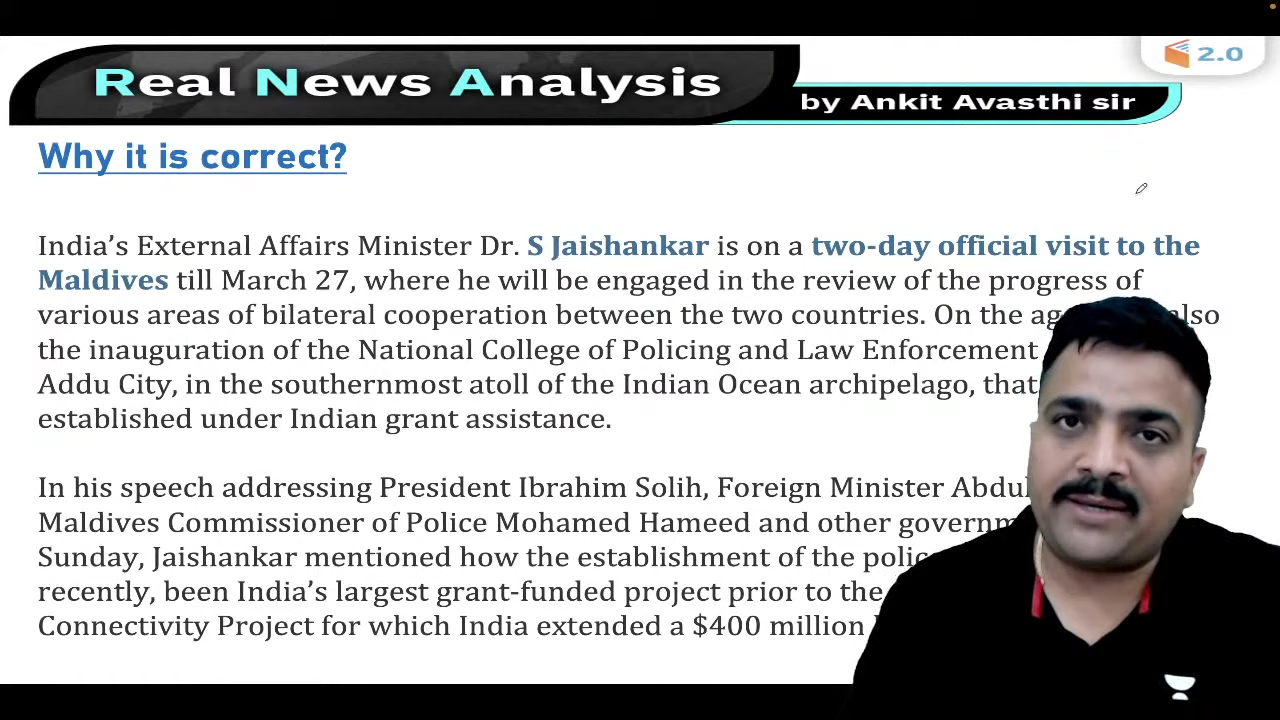 Real News Analysis
2.0
by Ankit Avasthi sir
Why it is correct?
India’s External Affairs Minister Dr. S Jaishankar is on a two-day official visit to the
Maldives till March 27, where he will be engaged in the review of the progress of
various areas of bilateral cooperation between the two countries. On the also
the inauguration of the National College of Policing and Law Enforcement
Addu City, in the southernmost atoll of the Indian Ocean archipelago, that
established under Indian grant assistance.
In his speech addressing President Ibrahim Solih, Foreign Minister
Maldives Commissioner of Police Mohamed Hameed and other
Sunday, Jaishankar mentioned how the establishment of the
recently, been India’s largest grant-funded project prior to the
Connectivity Project for which India extended a $400 million